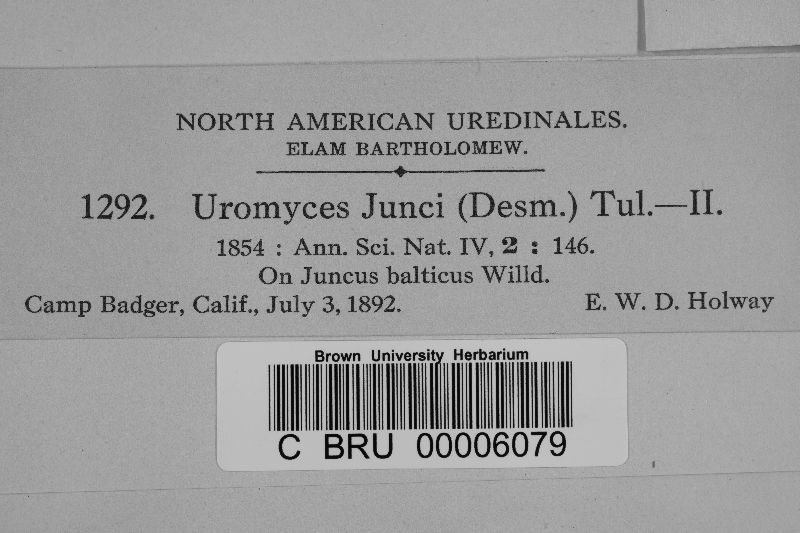 NORTH AMERICAN UREDINALES.
ELAM BARTHOLOMEW.
1292. Uromyces Junci (Desm.) Tul.—II.
1854 : Ann. Sci. Nat. IV, 2 : 146.
On Juncus balticus Willd.
Camp Badger, Calif., July 3, 1892. E. W. D. Holway
Brown University Herbarium
C BRU 00006079